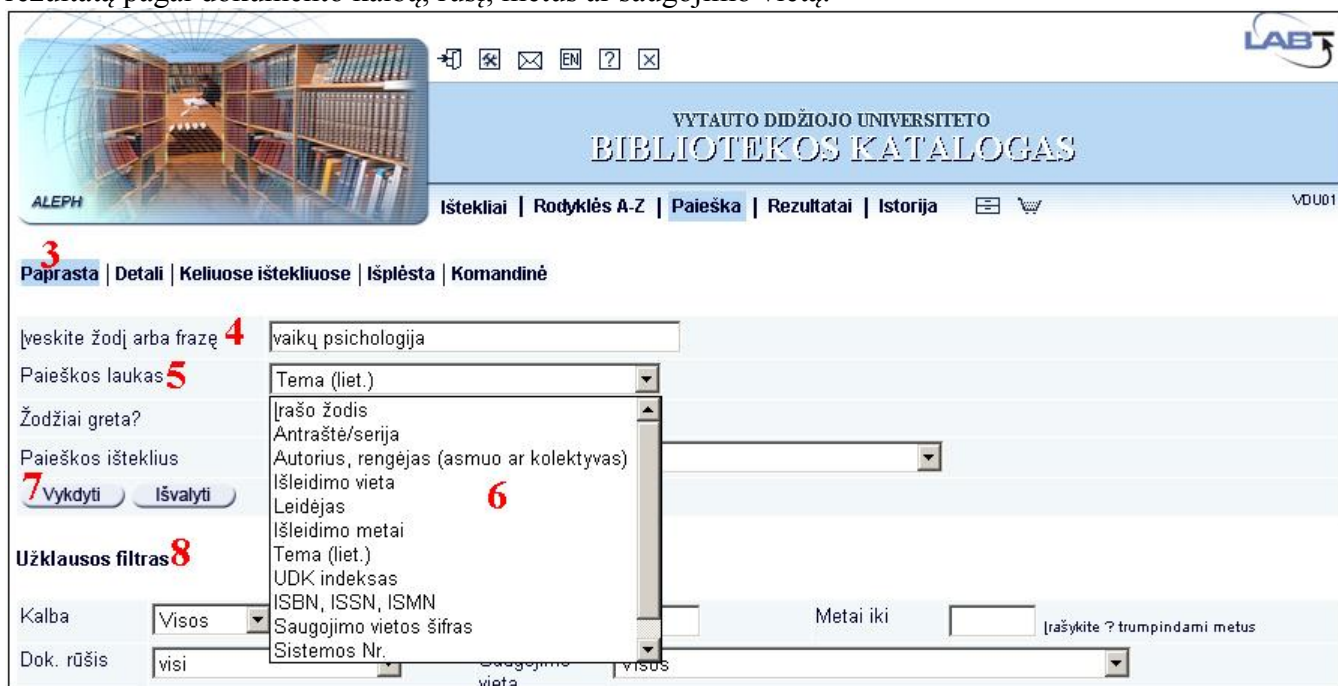 rezultatą pagal dokumento kalbą, rūšį, metus ar saugojimo vietą.
LABT
EN ?
VYTAUTO DIDŽIOJO UNIVERSITETO
BIBLIOTEKOS KATALOGAS
ALEPH
Ištekliai | Rodyklės A-Z | Paieška | Rezultatai | Istorija
VDU01
3
Paprasta | Detali | Keliuose ištekliuose | Išplėsta | Komandinė
Įveskite žodį arba frazę 4 vaikų psichologija
Paieškos laukas 5 Tema (liet.)
Įrašo žodis
Žodžiai greta?
Antraštė/serija
Paieškos išteklius
Autorius, rengėjas (asmuo ar kolektyvas)
Išleidimo vieta
7 Vykdyti Išvalyti
6
Leidėjas
Išleidimo metai
Užklausos filtras 8
Tema (liet.)
UDK indeksas
ISBN, ISSN, ISMN
Kalba Visos Metai iki Įrašykite ? trumpindami metus
Saugojimo vietos šifras
Sistemos Nr.
Dok. rūšis visi Saugojimo vieta Visos